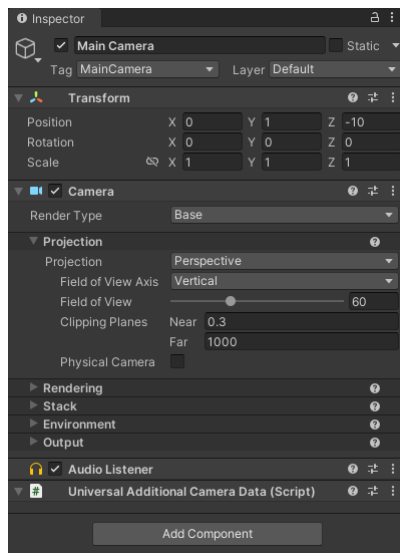 Inspector
Main Camera Static
Tag MainCamera Layer Default
Transform
Position X 0 Y 1 Z -10
Rotation X 0 Y 0 Z 0
Scale X 1 Y 1 Z 1
Camera
Render Type Base
Projection
Projection Perspective
Field of View Axis Vertical
Field of View 60
Clipping Planes Near 0.3
Far 1000
Physical Camera
Rendering
Stack
Environment
Output
Audio Listener
# Universal Additional Camera Data (Script)
Add Component